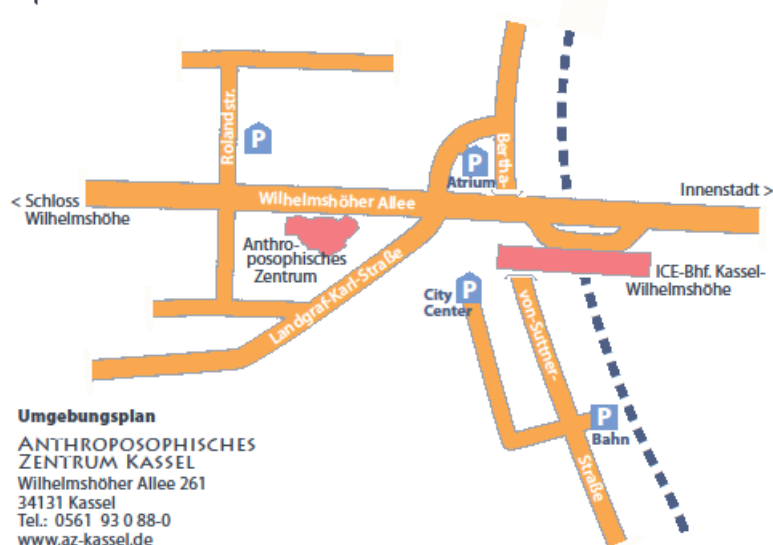 Rolandstr.
P
P
Atrium
Bertha-
< Schloss
Wilhelmshöhe
Wilhelmshöher Allee
Innenstadt >
Anthro-
posophisches
Zentrum
Landgraf-Karl-Straße
ICE-Bhf. Kassel-
Wilhelmshöhe
P
City
Center
von-Suttner-
P
Bahn
Straße
Umgebungsplan
ANTHROPOSOPHISCHES
ZENTRUM KASSEL
Wilhelmshöher Allee 261
34131 Kassel
Tel.: 0561 93 0 88-0
www.az-kassel.de